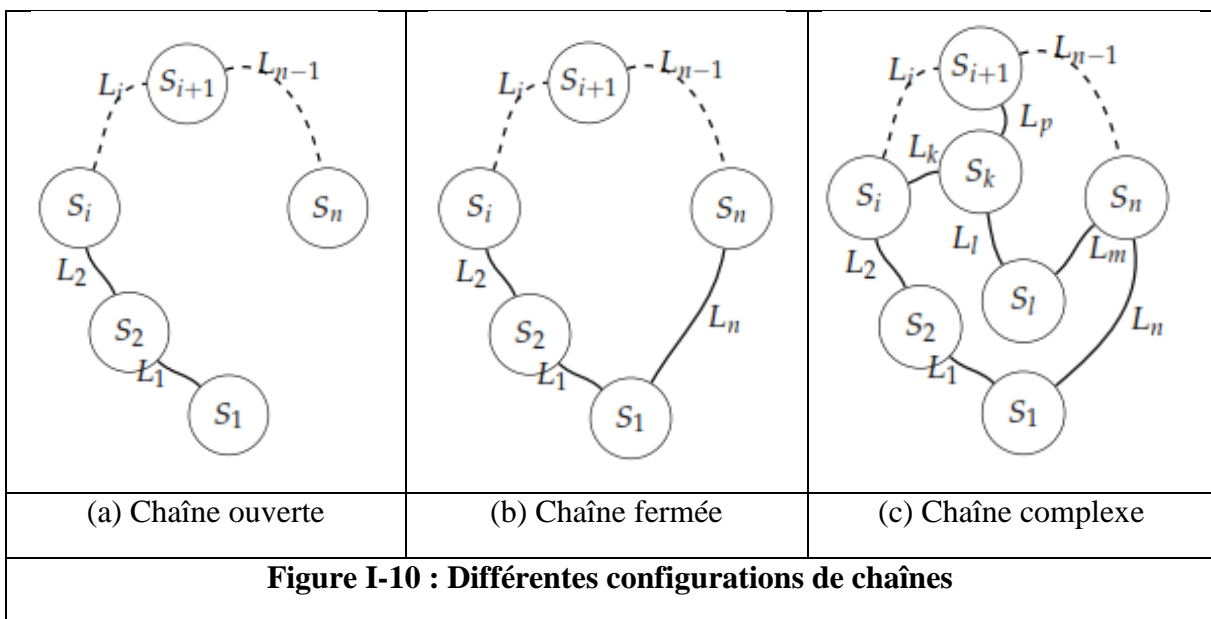 L_i S_{i+1} L_{n−1}
S_i S_n
L_2
S_2
L_1
S_1
L_i S_{i+1} L_{n−1}
S_i S_n
L_2
S_2 L_n
L_1
S_1
L_i S_{i+1} L_{n−1}
L_p
L_k
S_k
S_i S_n
L_l L_m
L_2
S_l
S_2 L_n
L_1
S_1
(a) Chaîne ouverte
(b) Chaîne fermée
(c) Chaîne complexe
Figure I-10 : Différentes configurations de chaînes